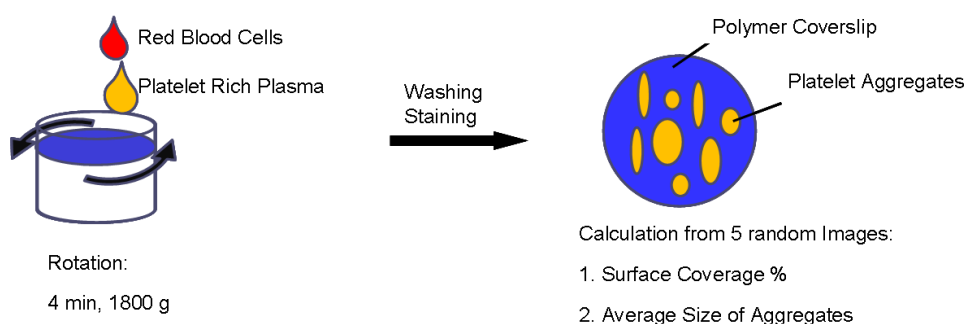 Red Blood Cells
Platelet Rich Plasma
Rotation:
4 min, 1800 g
Washing
Staining
Polymer Coverslip
Platelet Aggregates
Calculation from 5 random Images:
1. Surface Coverage %
2. Average Size of Aggregates